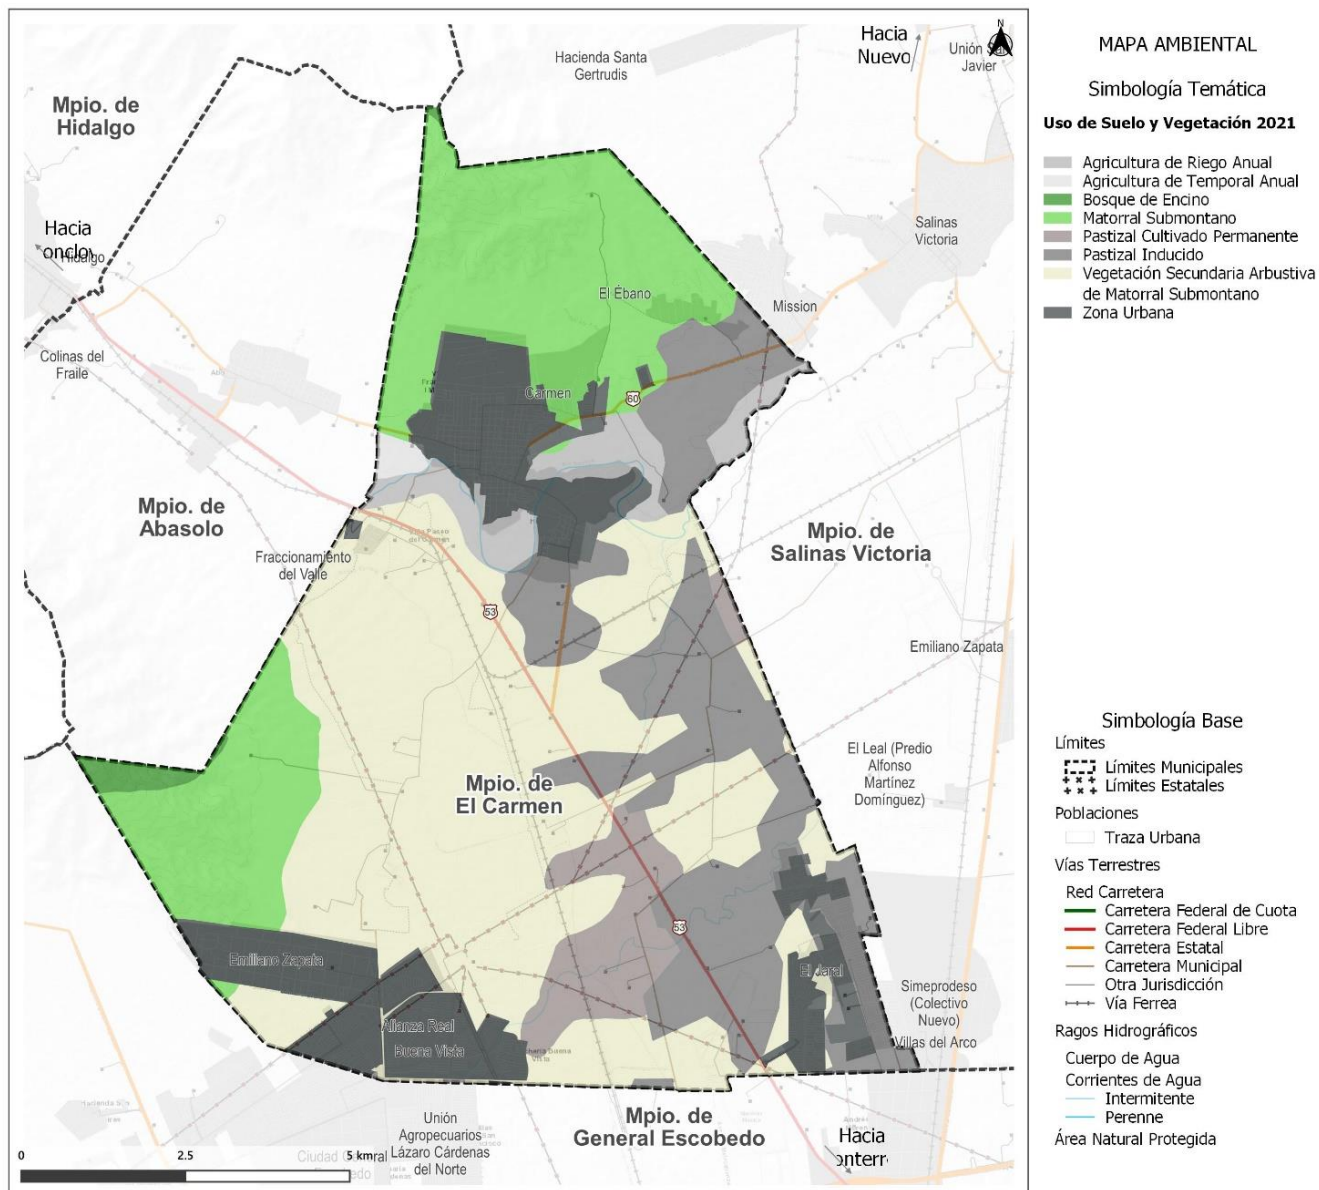 Hacia
Nuevo
N
Unión San
Javier
Hacienda Santa
Gertrudis
Mpio. de
Hidalgo
Hacia
Hidalgo
Salinas
Victoria
El Ébano
Mission
Colinas del
Fraile
Carmen
60
Mpio. de
Abasolo
Mpio. de
Salinas Victoria
Fraccionamiento
del Valle
53
Emiliano Zapata
El Leal (Predio
Alfonso
Martínez
Domínguez)
Mpio. de
El Carmen
53
Emiliano Zapata
El Jaral
Simeprodeso
(Colectivo
Nuevo)
Alianza Real
Buena Vista
Villas del Arco
Mpio. de
General Escobedo
Unión
Agropecuarios
Lázaro Cárdenas
del Norte
Hacia
0 2.5 5 km
MAPA AMBIENTAL
Simbología Temática
Uso de Suelo y Vegetación 2021
Agricultura de Riego Anual
Agricultura de Temporal Anual
Bosque de Encino
Matorral Submontano
Pastizal Cultivado Permanente
Pastizal Inducido
Vegetación Secundaria Arbustiva
de Matorral Submontano
Zona Urbana
Simbología Base
Límites
Límites Municipales
Límites Estatales
Poblaciones
Traza Urbana
Vías Terrestres
Red Carretera
Carretera Federal de Cuota
Carretera Federal Libre
Carretera Estatal
Carretera Municipal
Otra Jurisdicción
Vía Ferrea
Ragos Hidrográficos
Cuerpo de Agua
Corrientes de Agua
Intermitente
Perenne
Área Natural Protegida